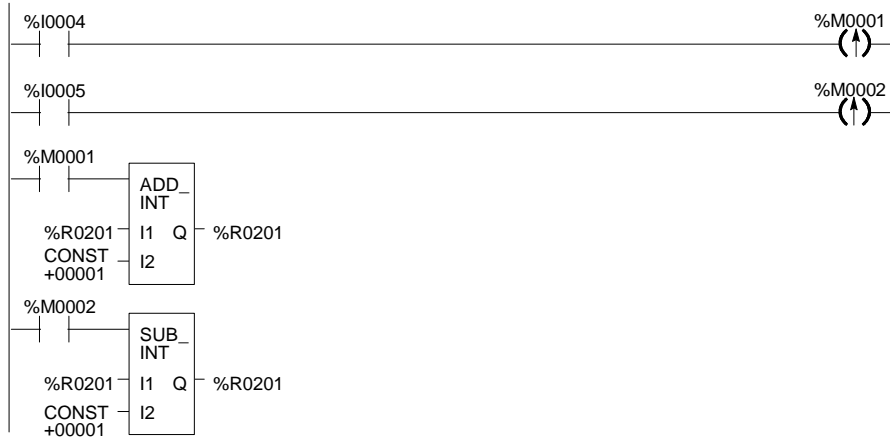 %I0004 %M0001
%I0005 %M0002
%M0001
ADD_
INT
%R0201 I1 Q %R0201
CONST I2
+00001
%M0002
SUB_
INT
%R0201 I1 Q %R0201
CONST I2
+00001